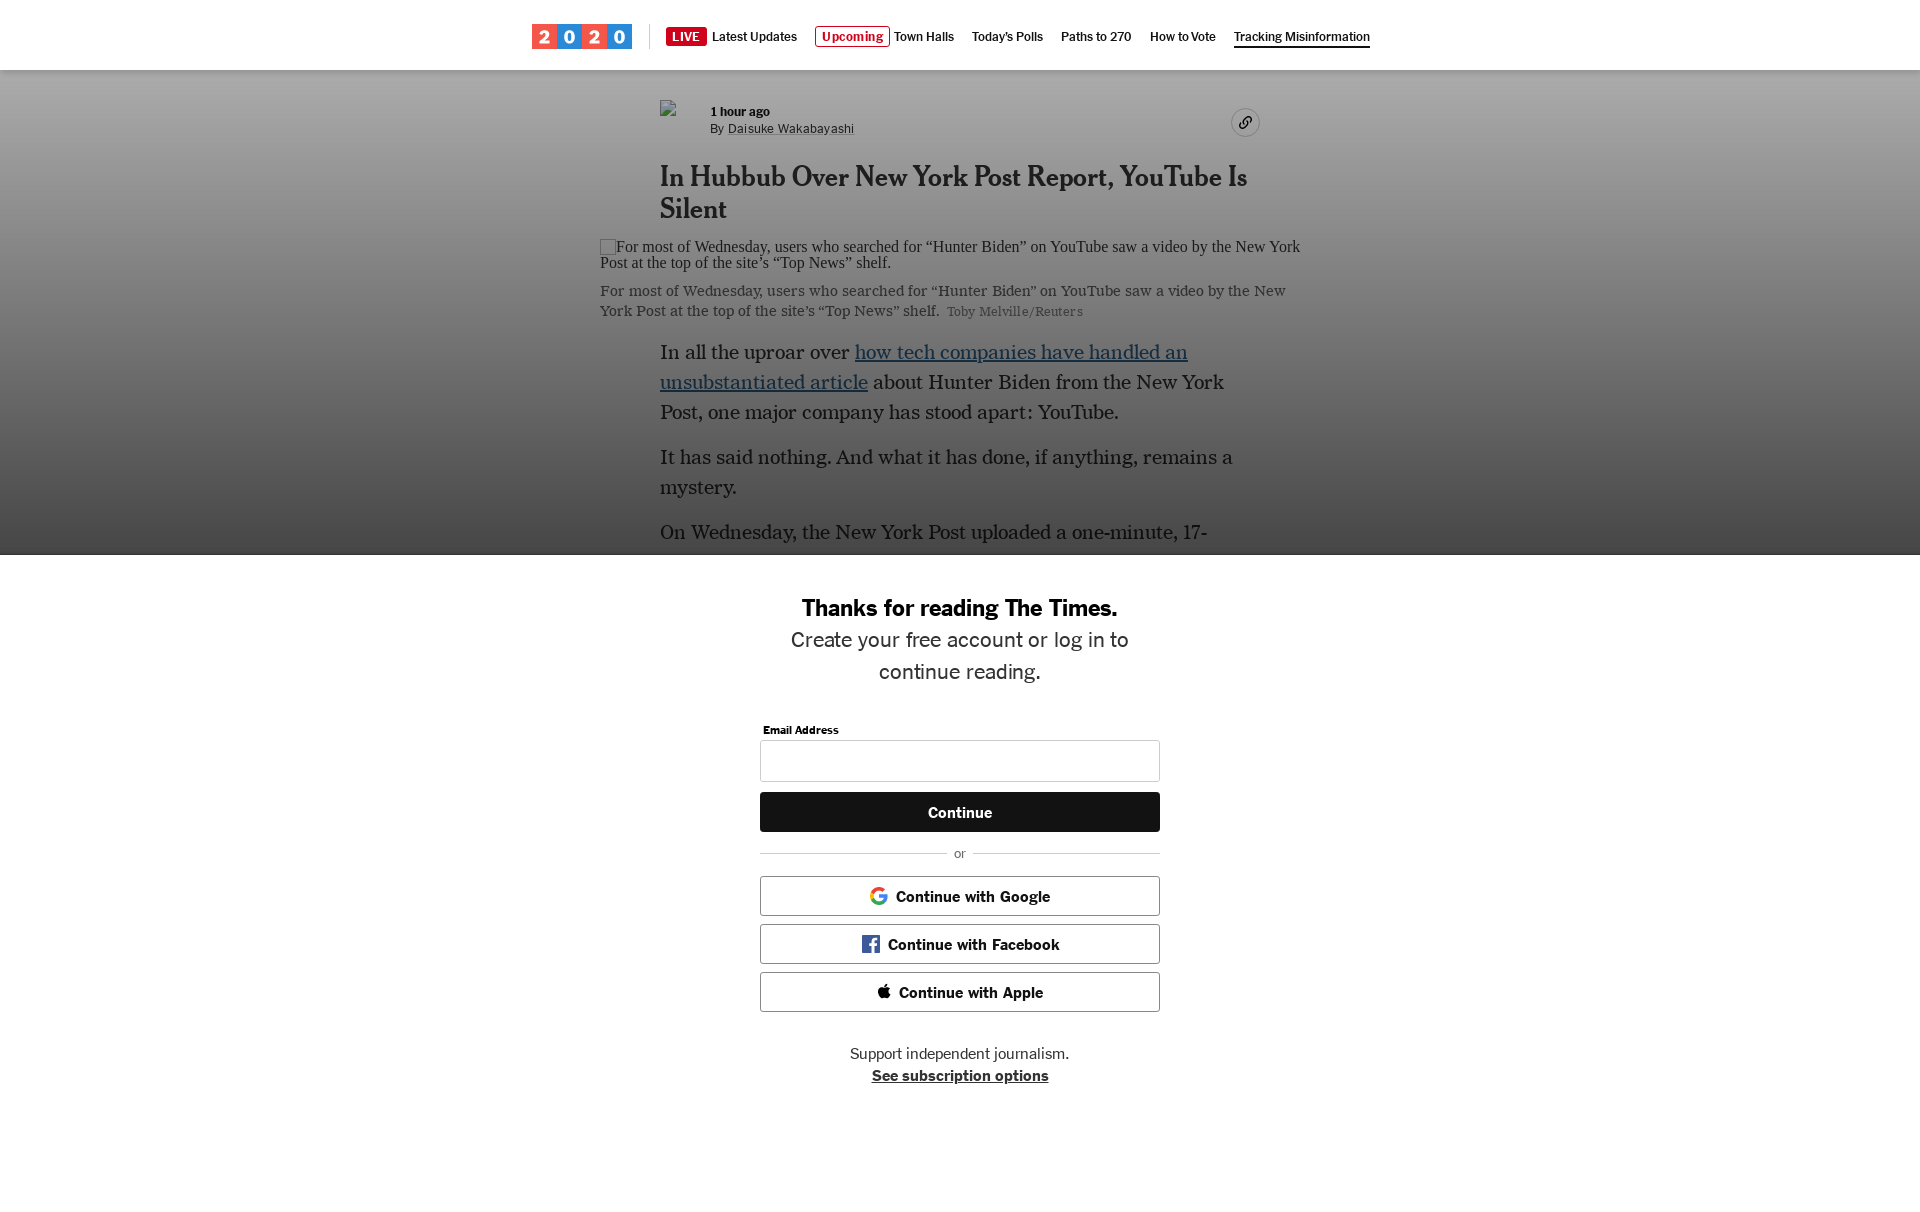 2020 LIVE Latest Updates Upcoming Town Halls Today's Polls Paths to 270 How to Vote Tracking Misinformation
1 hour ago
By Daisuke Wakabayashi
In Hubbub Over New York Post Report, YouTube Is
Silent
For most of Wednesday, users who searched for “Hunter Biden” on YouTube saw a video by the New York
Post at the top of the site’s “Top News” shelf.
For most of Wednesday, users who searched for “Hunter Biden” on YouTube saw a video by the New
York Post at the top of the site’s “Top News” shelf. Toby Melville/Reuters
In all the uproar over how tech companies have handled an
unsubstantiated article about Hunter Biden from the New York
Post, one major company has stood apart: YouTube.
It has said nothing. And what it has done, if anything, remains a
mystery.
On Wednesday, the New York Post uploaded a one-minute, 17-
Thanks for reading The Times.
Create your free account or log in to
continue reading.
Email Address
Continue
or
Continue with Google
Continue with Facebook
Continue with Apple
Support independent journalism.
See subscription options